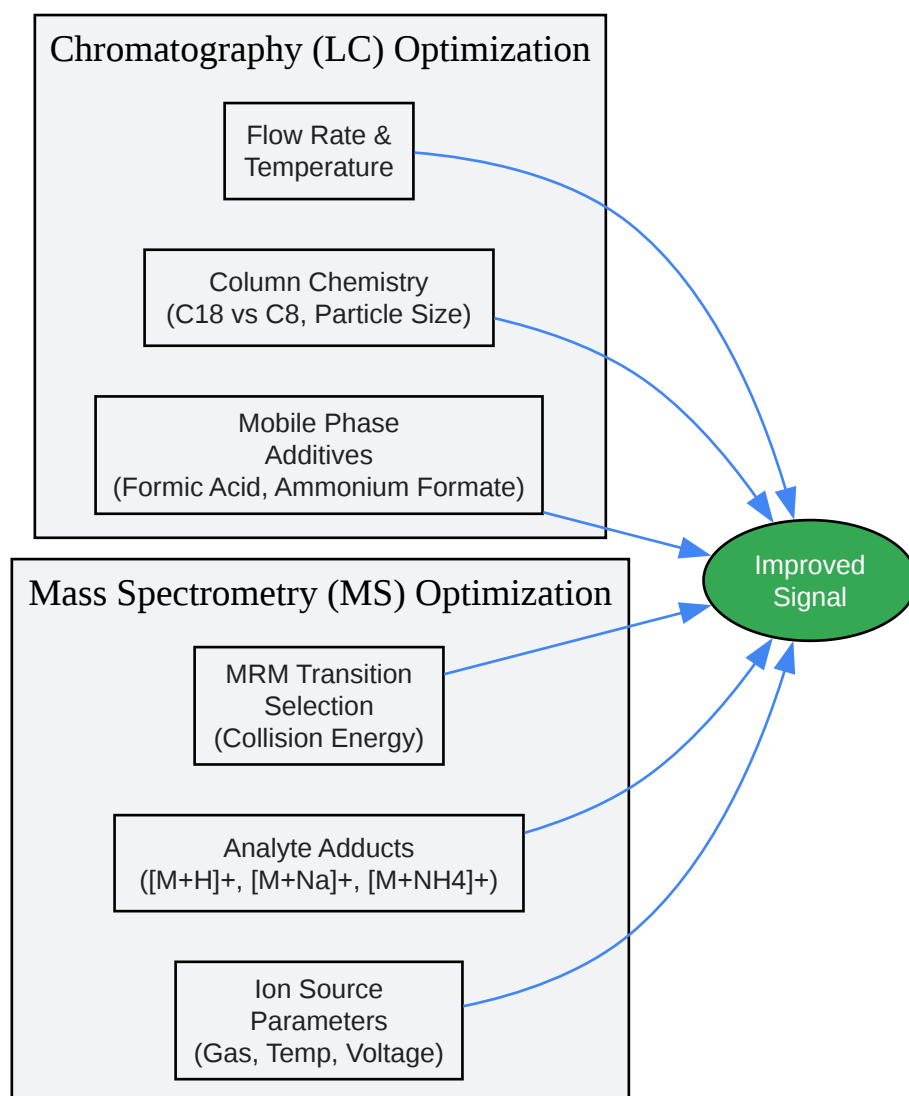 Chromatography (LC) Optimization
Flow Rate &
Temperature
Column Chemistry
(C18 vs C8, Particle Size)
Mobile Phase
Additives
(Formic Acid, Ammonium Formate)
Improved
Signal
Mass Spectrometry (MS) Optimization
MRM Transition
Selection
(Collision Energy)
Analyte Adducts
([M+H]+, [M+Na]+, [M+NH4]+)
Ion Source
Parameters
(Gas, Temp, Voltage)